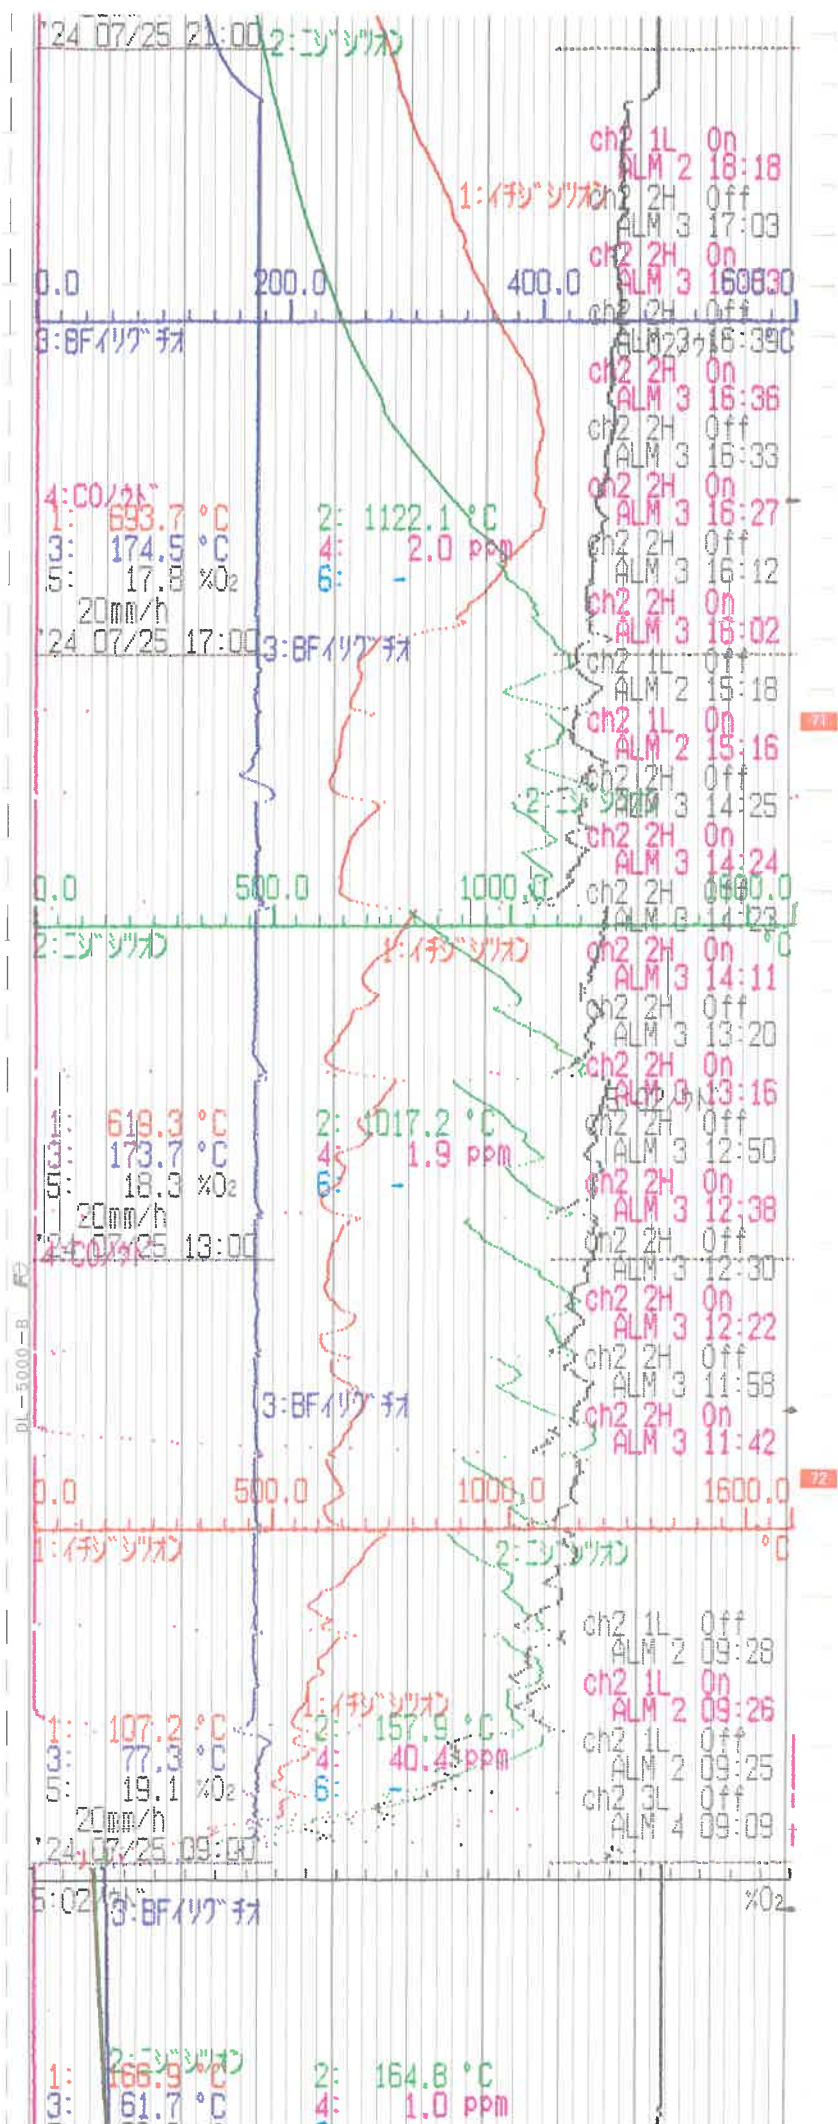 '24 07/25 21:00
2:ニジシツオン
ch2 1L On
ALM 2 18:18
1:イチジシツオン
ch2 2H Off
ALM 3 17:03
ch2 2H On
0.0 200.0 400.0
3:BFイリグチオ
ch2 2H On
ALM 3 16:36
ch2 2H Off
ALM 3 16:33
4:COノウド
ch2 2H On
ALM 3 16:27
1: 693.7 °C 2: 1122.1 °C
3: 174.5 °C 4: 2.0 ppm
5: 17.8 %O₂ 6: -
ch2 2H Off
ALM 3 16:12
20mm/h
ch2 2H On
ALM 3 16:02
'24 07/25 17:00
3:BFイリグチオ
ch2 1L Off
ALM 2 15:18
ch2 1L On
ALM 2 15:16
71
ch2 2H Off
ALM 3 14:25
2:ニジシツオン
ch2 2H On
ALM 3 14:24
0.0 500.0 1000.0
ch2 2H Off
ALM 3 14:23
2:ニジシツオン
1:イチジシツオン
°C
ch2 2H On
ALM 3 14:11
ch2 2H Off
ALM 3 13:20
ch2 2H On
ALM 3 13:16
1: 619.3 °C 2: 1017.2 °C
3: 173.7 °C 4: 1.9 ppm
5: 18.3 %O₂ 6: -
ch2 2H Off
ALM 3 12:50
20mm/h
ch2 2H On
ALM 3 12:38
'24 07/25 13:00
4:COノウド
ch2 2H Off
ALM 3 12:30
ch2 2H On
ALM 3 12:22
DL-5000-B
ch2 2H Off
ALM 3 11:58
3:BFイリグチオ
ch2 2H On
ALM 3 11:42
72
0.0 500.0 1000.0 1600.0
1:イチジシツオン
2:ニジシツオン
°C
ch2 1L Off
ALM 2 09:28
ch2 1L On
ALM 2 09:26
1:イチジシツオン
1: 107.2 °C 2: 157.9 °C
3: 77.3 °C 4: 40.4 ppm
5: 19.1 %O₂ 6: -
ch2 1L Off
ALM 2 09:25
ch2 3L Off
ALM 4 09:09
20mm/h
'24 07/25 09:00
%O₂
3:BFイリグチオ
2:ニジシツオン
1: 166.9 °C 2: 164.8 °C
3: 61.7 °C 4: 1.0 ppm